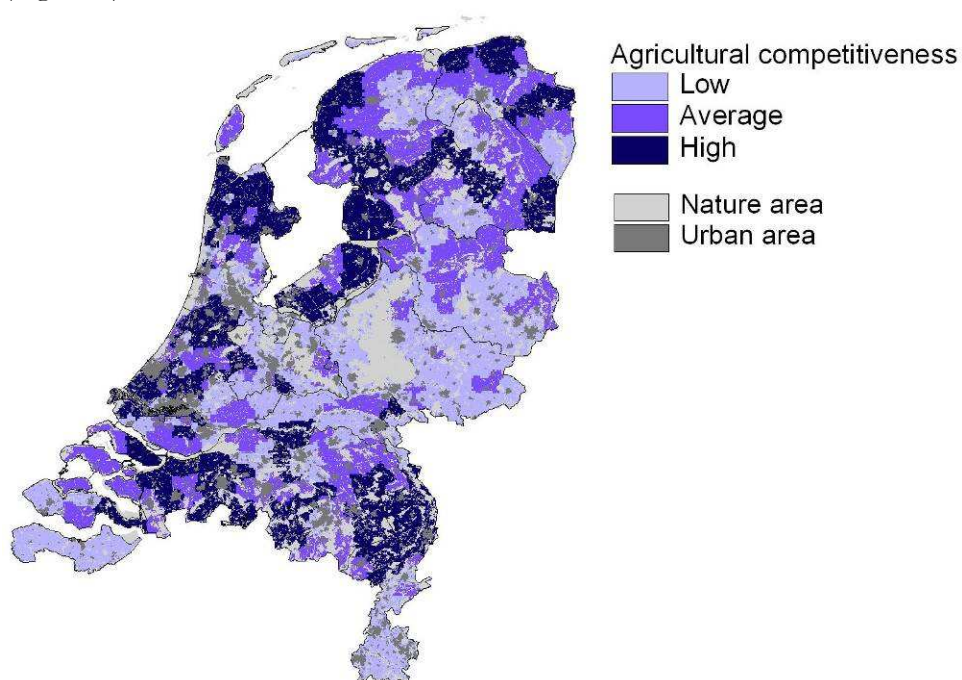 Agricultural competitiveness
Low
Average
High
Nature area
Urban area